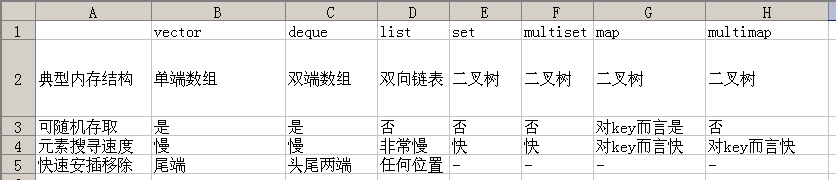 A B C D E F G H
1 vector deque list set multiset map multimap
2 典型内存结构 单端数组 双端数组 双向链表 二叉树 二叉树 二叉树 二叉树
3 可随机存取 是 是 否 否 否 对key而言是 否
4 元素搜寻速度 慢 慢 非常慢 快 快 对key而言快 对key而言快
5 快速安插移除 尾端 头尾两端 任何位置 - - - -